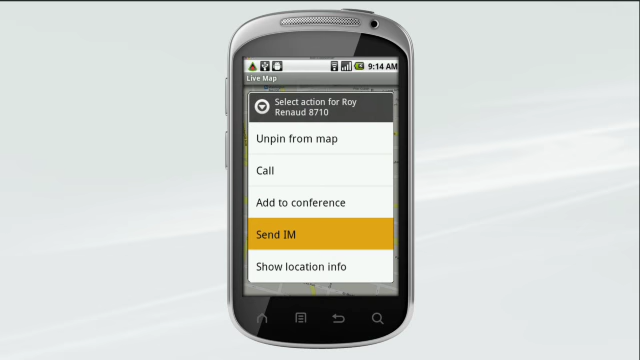 9:14 AM
Live Map
Select action for Roy
Renaud 8710
Unpin from map
Call
Add to conference
Send IM
Show location info